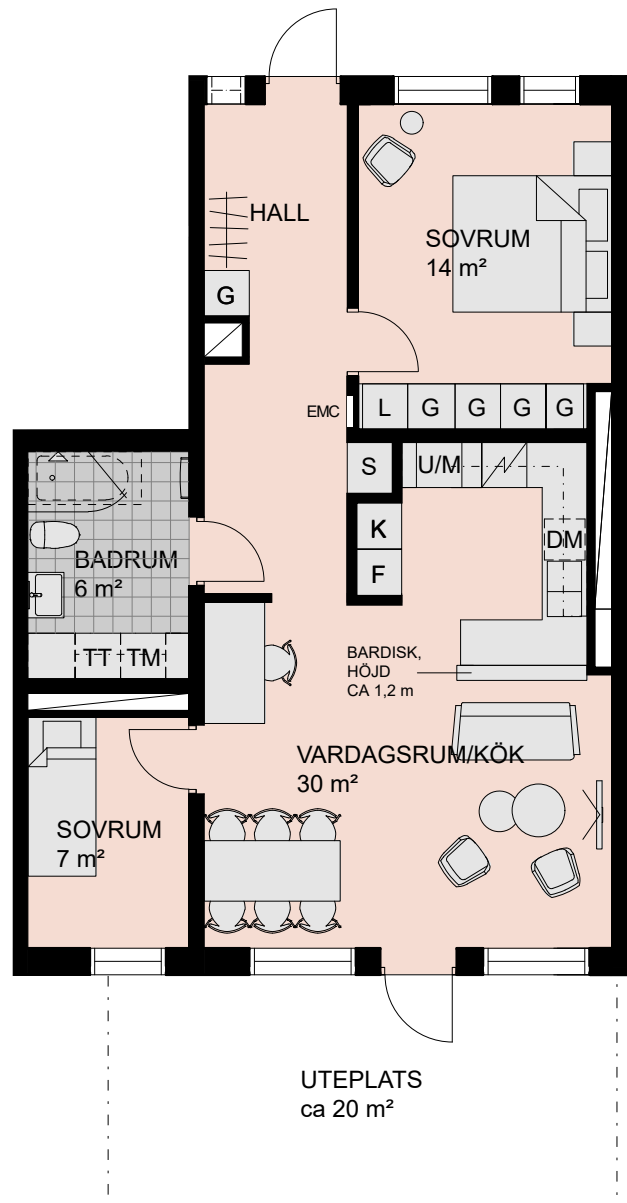 HALL
SOVRUM
14 m²
G
EMC
L G G G G
S
U/M
K
F
DM
BADRUM
6 m²
TT TM
BARDISK,
HÖJD
CA 1,2 m
VARDAGSRUM/KÖK
30 m²
SOVRUM
7 m²
UTEPLATS
ca 20 m²